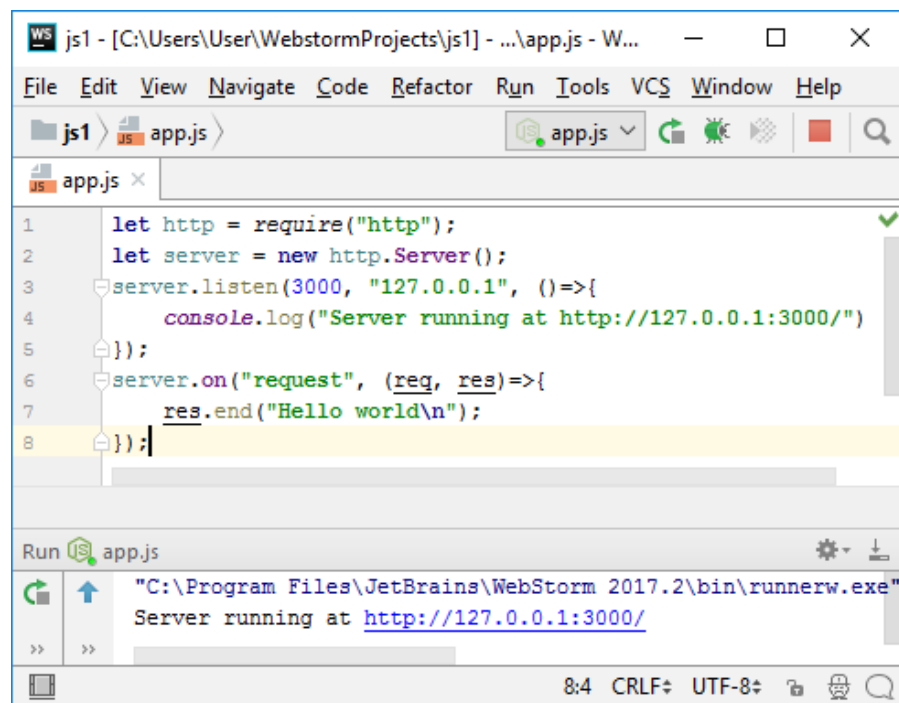 WS js1 - [C:\Users\User\WebstormProjects\js1] - ...\app.js - W...
File Edit View Navigate Code Refactor Run Tools VCS Window Help
js1 JS app.js JS app.js
JS app.js
1 let http = require("http");
2 let server = new http.Server();
3 server.listen(3000, "127.0.0.1", ()=>{
4 console.log("Server running at http://127.0.0.1:3000/")
5 });
6 server.on("request", (req, res)=>{
7 res.end("Hello world\n");
8 });
Run JS app.js
"C:\Program Files\JetBrains\WebStorm 2017.2\bin\runnerw.exe"
Server running at http://127.0.0.1:3000/
8:4 CRLF UTF-8